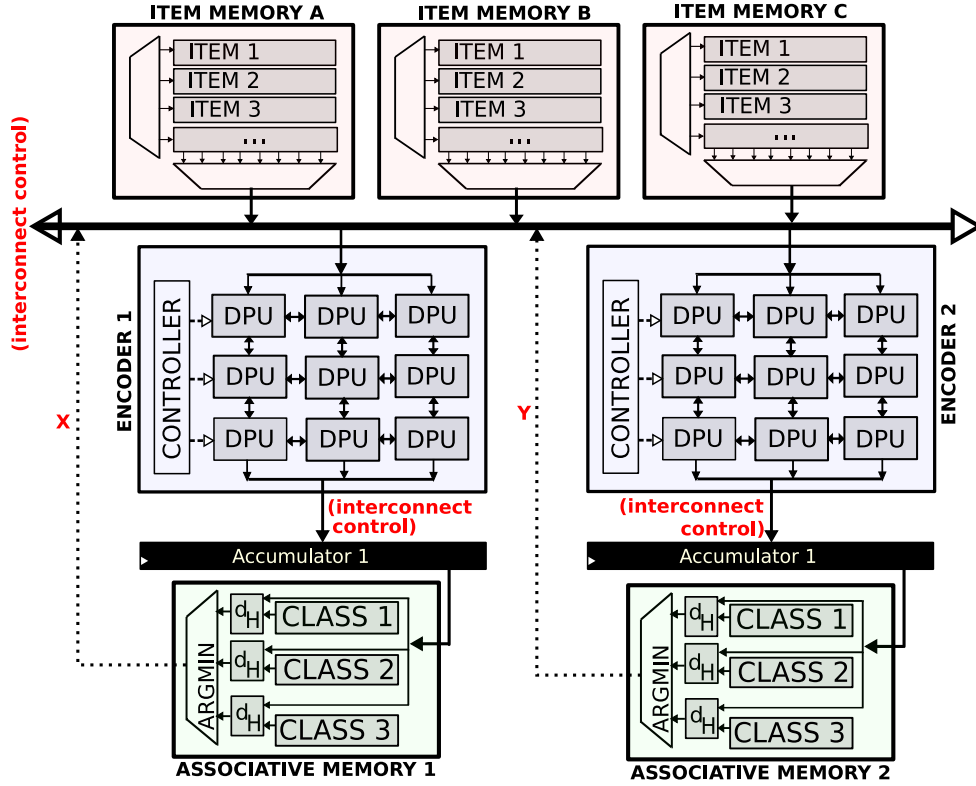 ITEM MEMORY A
ITEM 1
ITEM 2
ITEM 3
...
ITEM MEMORY B
ITEM 1
ITEM 2
ITEM 3
...
ITEM MEMORY C
ITEM 1
ITEM 2
ITEM 3
...
(interconnect control)
ENCODER 1
CONTROLLER
DPU DPU DPU
DPU DPU DPU
DPU DPU DPU
X
(interconnect
control)
Accumulator 1
ARGMIN
dH CLASS 1
dH CLASS 2
dH CLASS 3
ASSOCIATIVE MEMORY 1
CONTROLLER
DPU DPU DPU
DPU DPU DPU
DPU DPU DPU
ENCODER 2
Y
(interconnect
control)
Accumulator 1
ARGMIN
dH CLASS 1
dH CLASS 2
dH CLASS 3
ASSOCIATIVE MEMORY 2